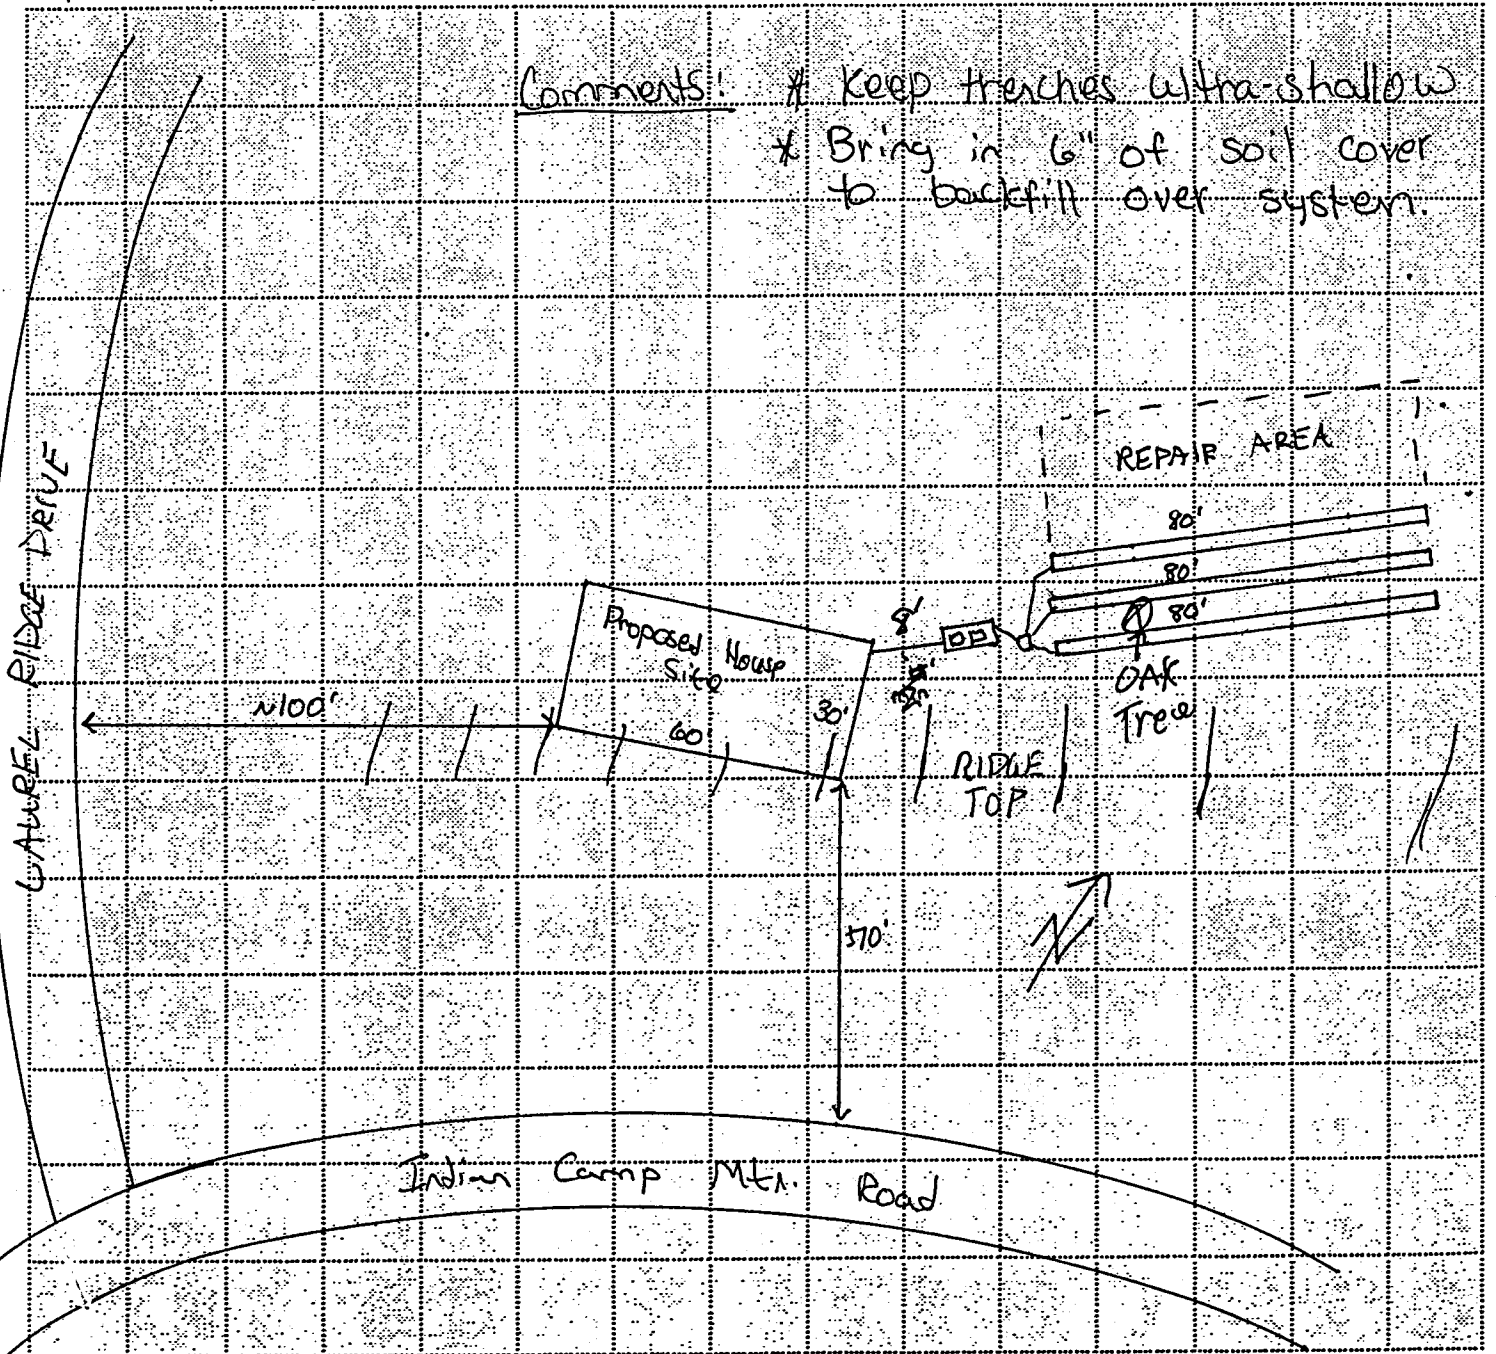 Comments! * Keep trenches ultra-shallow
* Bring in 6" of soil cover
to backfill over system.
REPAIR AREA
80'
80'
80'
8'
OAK
Tree
Proposed House
Site
30'
60
~100'
LAUREL RIDGE DRIVE
RIDGE
TOP
N
Indian Camp Mtn. Road